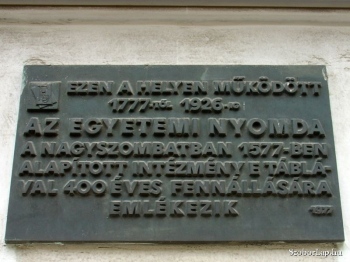 EZEN A HELYEN MŰKÖDÖTT
1777-TŐL 1926-IG
AZ EGYETEMI NYOMDA
A NAGYSZOMBATBAN 1577-BEN
ALAPÍTOTT INTÉZMÉNY E TÁBLÁ-
VAL 400 ÉVES FENNÁLLÁSÁRA
EMLÉKEZIK
1977
Szoborlap.hu